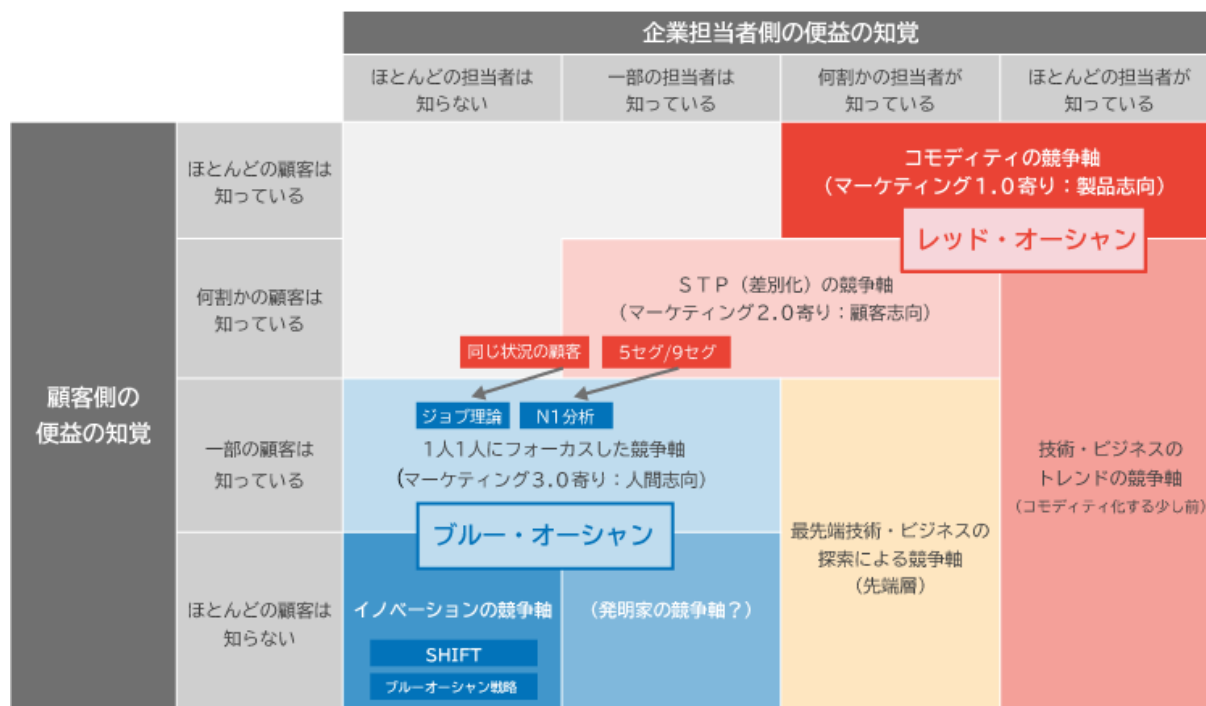 企業担当者側の便益の知覚
ほとんどの担当者は
知らない
一部の担当者は
知っている
何割かの担当者が
知っている
ほとんどの担当者が
知っている
顧客側の
便益の知覚
ほとんどの顧客は
知っている
コモディティの競争軸
(マーケティング1.0寄り：製品志向)
レッド・オーシャン
何割かの顧客は
知っている
STP（差別化）の競争軸
(マーケティング2.0寄り：顧客志向)
同じ状況の顧客
5セグ/9セグ
一部の顧客は
知っている
ジョブ理論
N1分析
1人1人にフォーカスした競争軸
(マーケティング3.0寄り：人間志向)
ブルー・オーシャン
技術・ビジネスの
トレンドの競争軸
(コモディティ化する少し前)
最先端技術・ビジネスの
探索による競争軸
(先端層)
ほとんどの顧客は
知らない
イノベーションの競争軸
SHIFT
ブルーオーシャン戦略
(発明家の競争軸？)